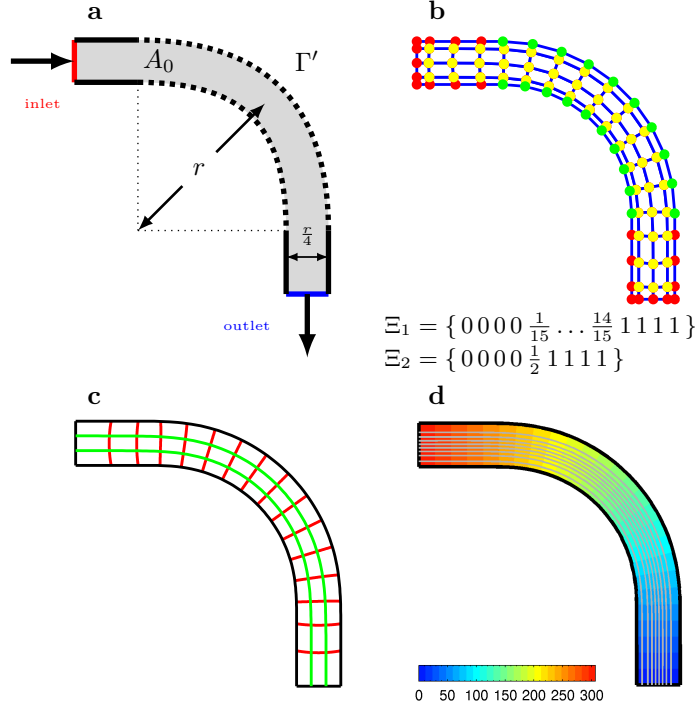 a
A₀
Γ′
inlet
r
r/4
outlet
b
Ξ₁ = { 0 0 0 0 1/15 … 14/15 1 1 1 1 }
Ξ₂ = { 0 0 0 0 1/2 1 1 1 1 }
c
d
0 50 100 150 200 250 300